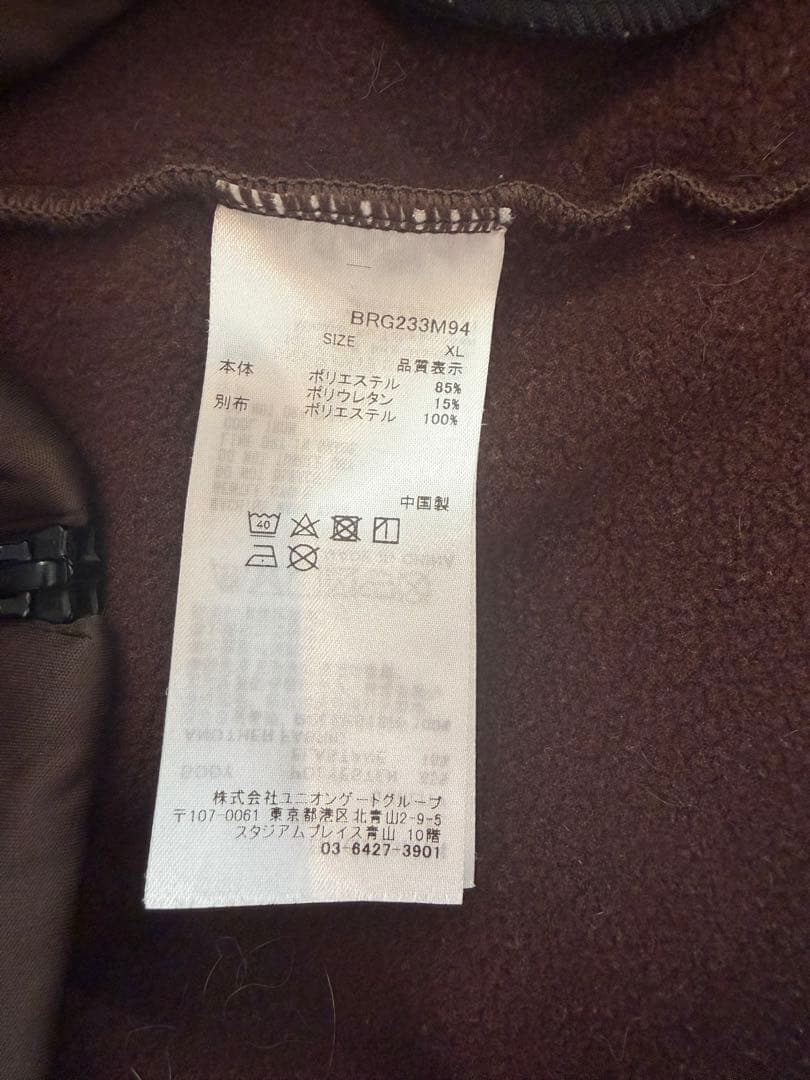 BRG233M94
SIZE XL
品質表示
本体 ポリエステル 85%
ポリウレタン 15%
別布 ポリエステル 100%
中国製
40
株式会社ユニオンゲートグループ
〒107-0061 東京都港区北青山2-9-5
スタジアムプレイス青山 10階
03-6427-3901